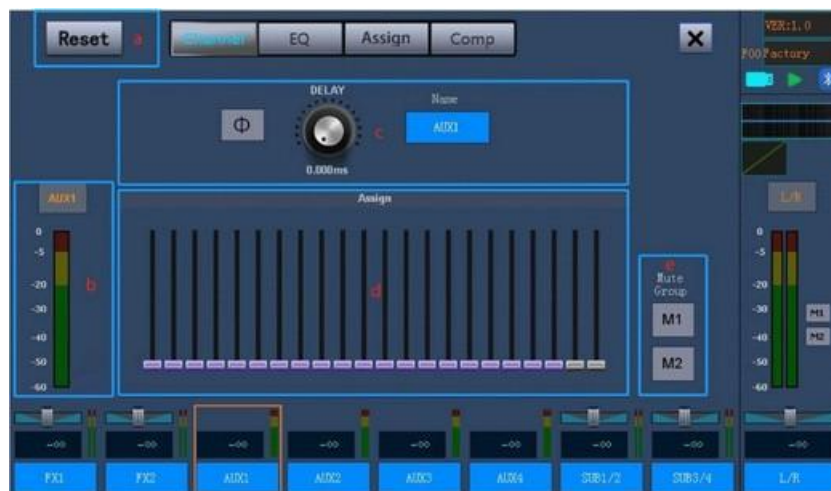 Reset
a
Channel
EQ
Assign
Comp
VER:1.0
P00Factory
DELAY
Name
Φ
c
AUX1
0.000ms
AUX1
Assign
L/R
0
-5
-20
-30
-40
-50
-60
b
d
e
Mute
Group
M1
M2
0
-5
-20
-30
-40
-50
-60
M1
M2
-∞
-∞
-∞
-∞
-∞
-∞
-∞
-∞
-∞
FX1
FX2
AUX1
AUX2
AUX3
AUX4
SUB1/2
SUB3/4
L/R